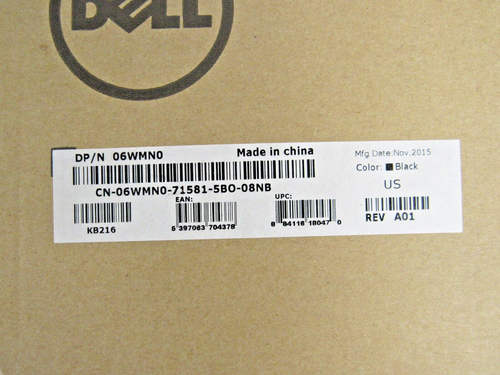 DELL
DP/N 06WMN0 Made in china
Mfg Date:Nov.2015
Color: Black
CN-06WMN0-71581-5BO-08NB
US
EAN:
UPC:
KB216
6 397063 704378
8 84116 18047 0
REV A01